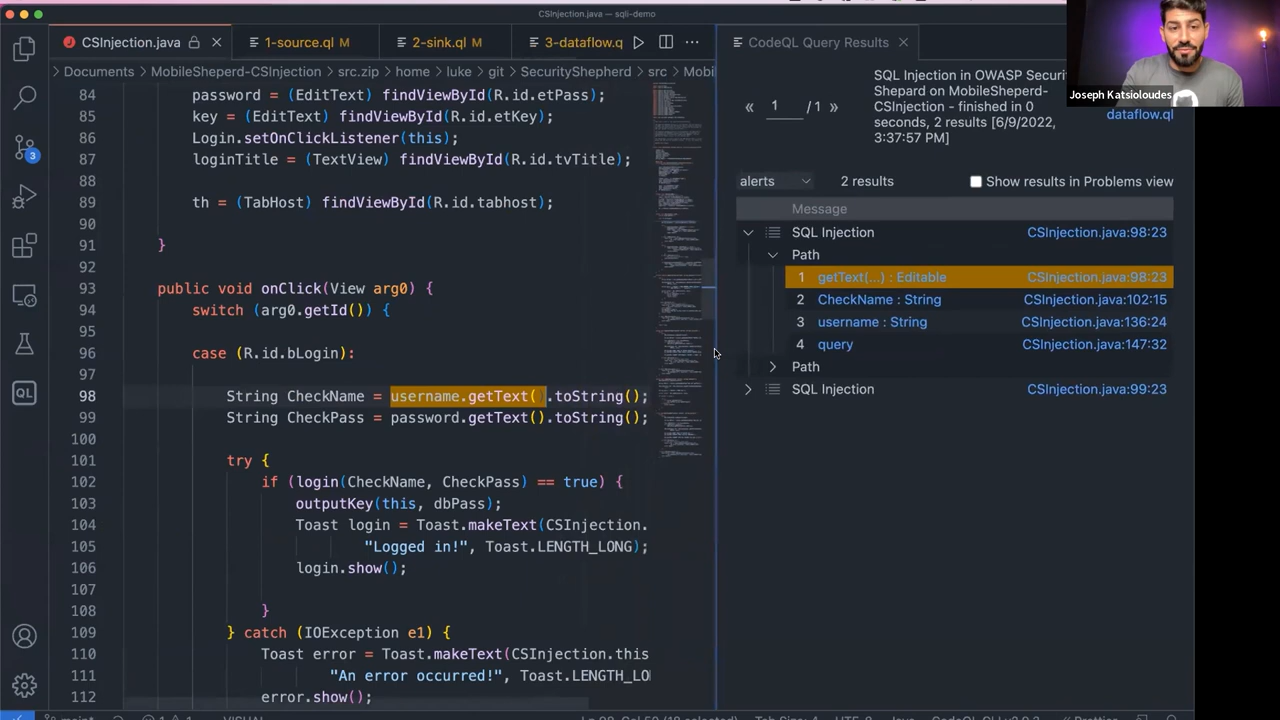 CSInjection.java — sqli-demo
CSInjection.java
1-source.ql M
2-sink.ql M
3-dataflow.q
Documents > MobileSheperd-CSInjection > src.zip > home > luke > git > SecurityShepherd > src > Mobi
84 password = (EditText) findViewById(R.id.etPass);
85 key = (EditText) findViewById(R.id.etKey);
86 Login.setOnClickListener(this);
87 loginTitle = (TextView) findViewById(R.id.tvTitle);
88
89 th = (TabHost) findViewById(R.id.tabhost);
90
91 }
92
93 public void onClick(View arg0) {
94 switch (arg0.getId()) {
95
96 case (R.id.bLogin):
97
98 String CheckName = username.getText().toString();
99 String CheckPass = password.getText().toString();
100
101 try {
102 if (login(CheckName, CheckPass) == true) {
103 outputKey(this, dbPass);
104 Toast login = Toast.makeText(CSInjection.
105 "Logged in!", Toast.LENGTH_LONG);
106 login.show();
107
108 }
109 } catch (IOException e1) {
110 Toast error = Toast.makeText(CSInjection.this
111 "An error occurred!", Toast.LENGTH_LO
112 error.show();
3
QL
CodeQL Query Results
« 1 / 1 »
SQL Injection in OWASP Secur
Shepard on MobileSheperd-
CSInjection - finished in 0
seconds, 2 results [6/9/2022,
3:37:57 PM]
dataflow.ql
alerts
2 results
Show results in Problems view
Message
SQL Injection CSInjection.java:98:23
Path
1 getText(...) : Editable CSInjection.java:98:23
2 CheckName : String CSInjection.java:102:15
3 username : String CSInjection.java:136:24
4 query CSInjection.java:147:32
Path
SQL Injection CSInjection.java:99:23
Joseph Katsioloudes